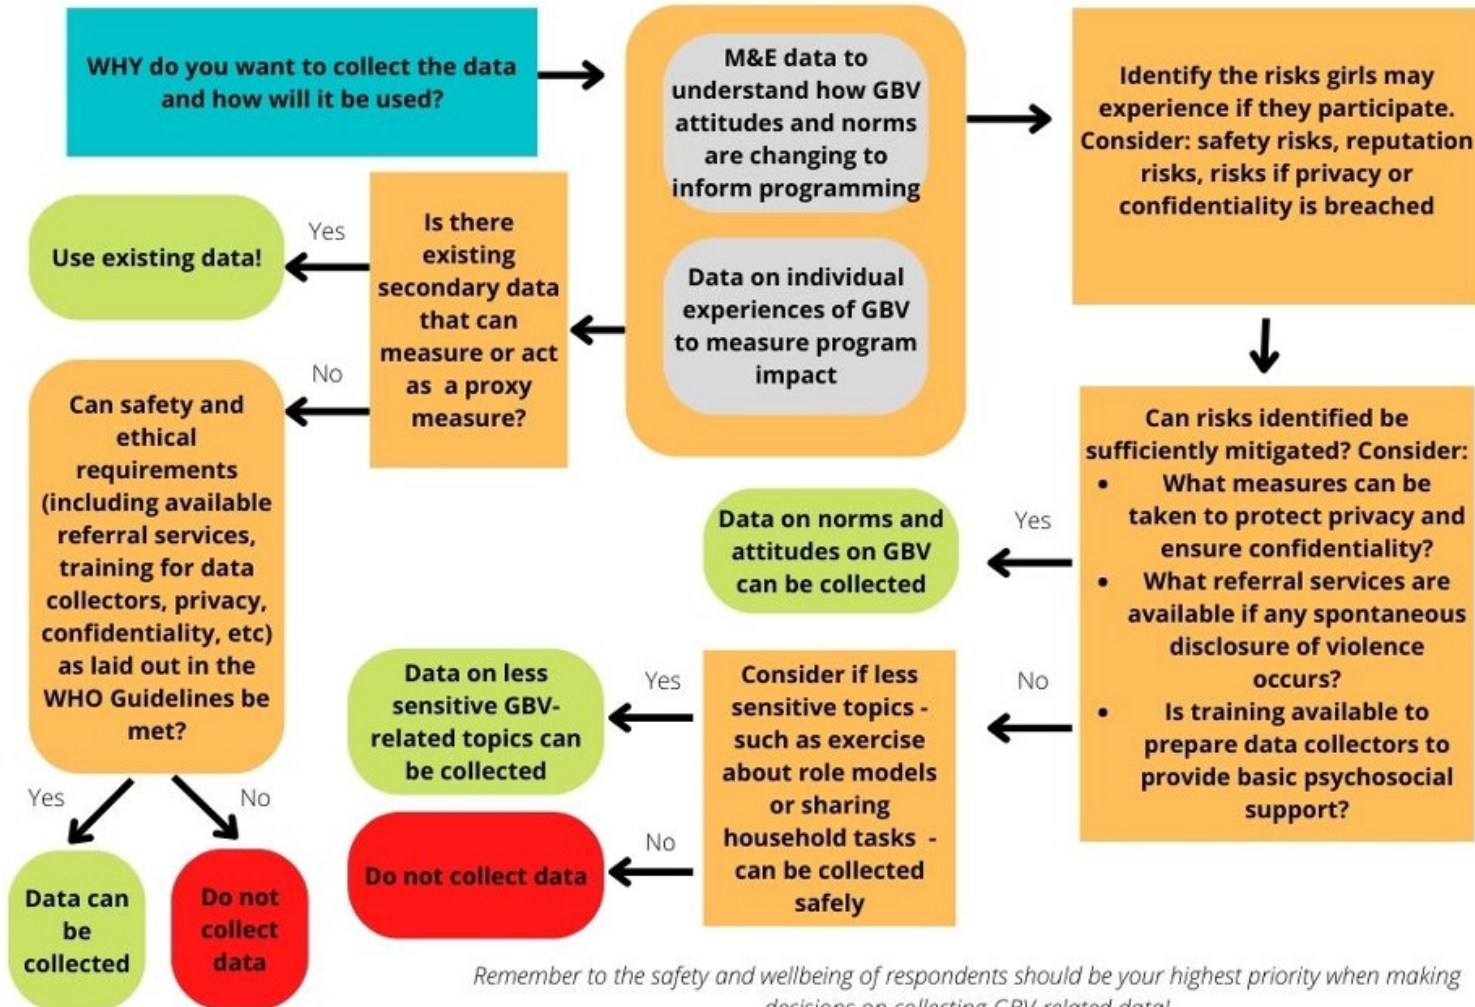 WHY do you want to collect the data
and how will it be used?
M&E data to
understand how GBV
attitudes and norms
are changing to
inform programming
Data on individual
experiences of GBV
to measure program
impact
Identify the risks girls may
experience if they participate.
Consider: safety risks, reputation
risks, risks if privacy or
confidentiality is breached
Is there
existing
secondary data
that can
measure or act
as a proxy
measure?
Yes
Use existing data!
No
Can safety and
ethical
requirements
(including available
referral services,
training for data
collectors, privacy,
confidentiality, etc)
as laid out in the
WHO Guidelines be
met?
Yes
No
Data can
be
collected
Do not
collect
data
Can risks identified be
sufficiently mitigated? Consider:
• What measures can be
taken to protect privacy and
ensure confidentiality?
• What referral services are
available if any spontaneous
disclosure of violence
occurs?
• Is training available to
prepare data collectors to
provide basic psychosocial
support?
Yes
Data on norms and
attitudes on GBV
can be collected
No
Consider if less
sensitive topics -
such as exercise
about role models
or sharing
household tasks -
can be collected
safely
Yes
Data on less
sensitive GBV-
related topics can
be collected
No
Do not collect data
Remember to the safety and wellbeing of respondents should be your highest priority when making
decisions on collecting GBV-related data!